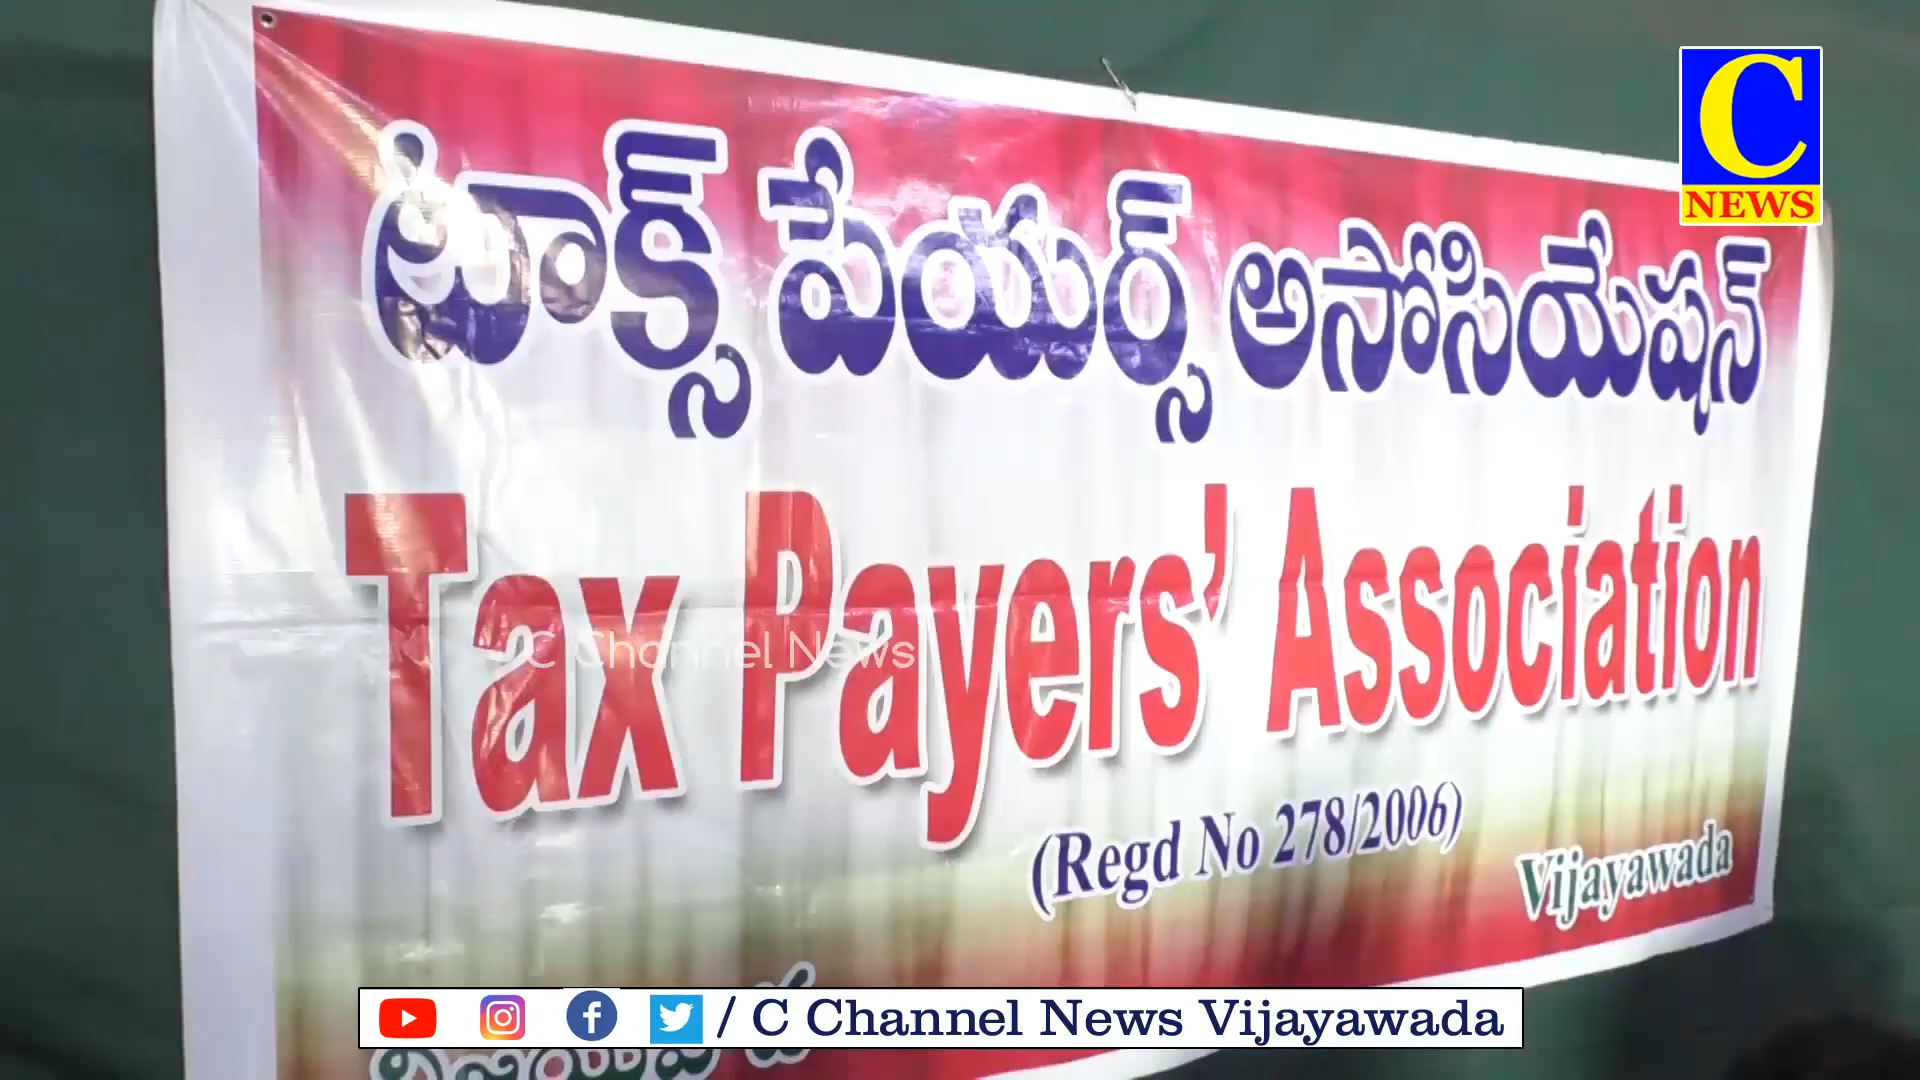 C
NEWS
టాక్స్ పేయర్స్ అసోసియేషన్
Tax Payers' Association
C Channel News
(Regd No 278/2006)
Vijayawada
/ C Channel News Vijayawada